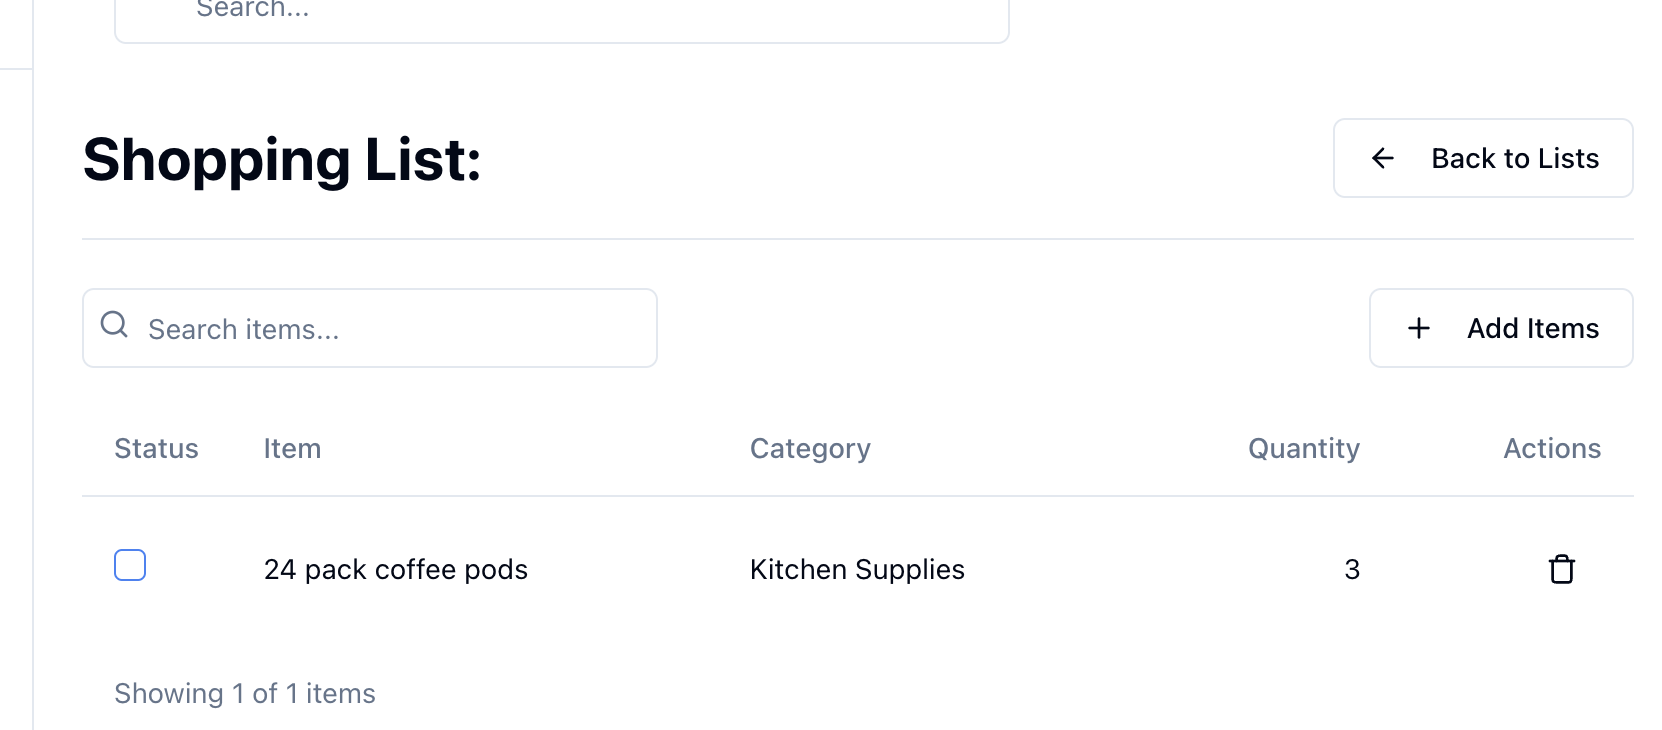 Search...
Shopping List:
Back to Lists
Search items...
Add Items
Status Item Category Quantity Actions
24 pack coffee pods Kitchen Supplies 3
Showing 1 of 1 items